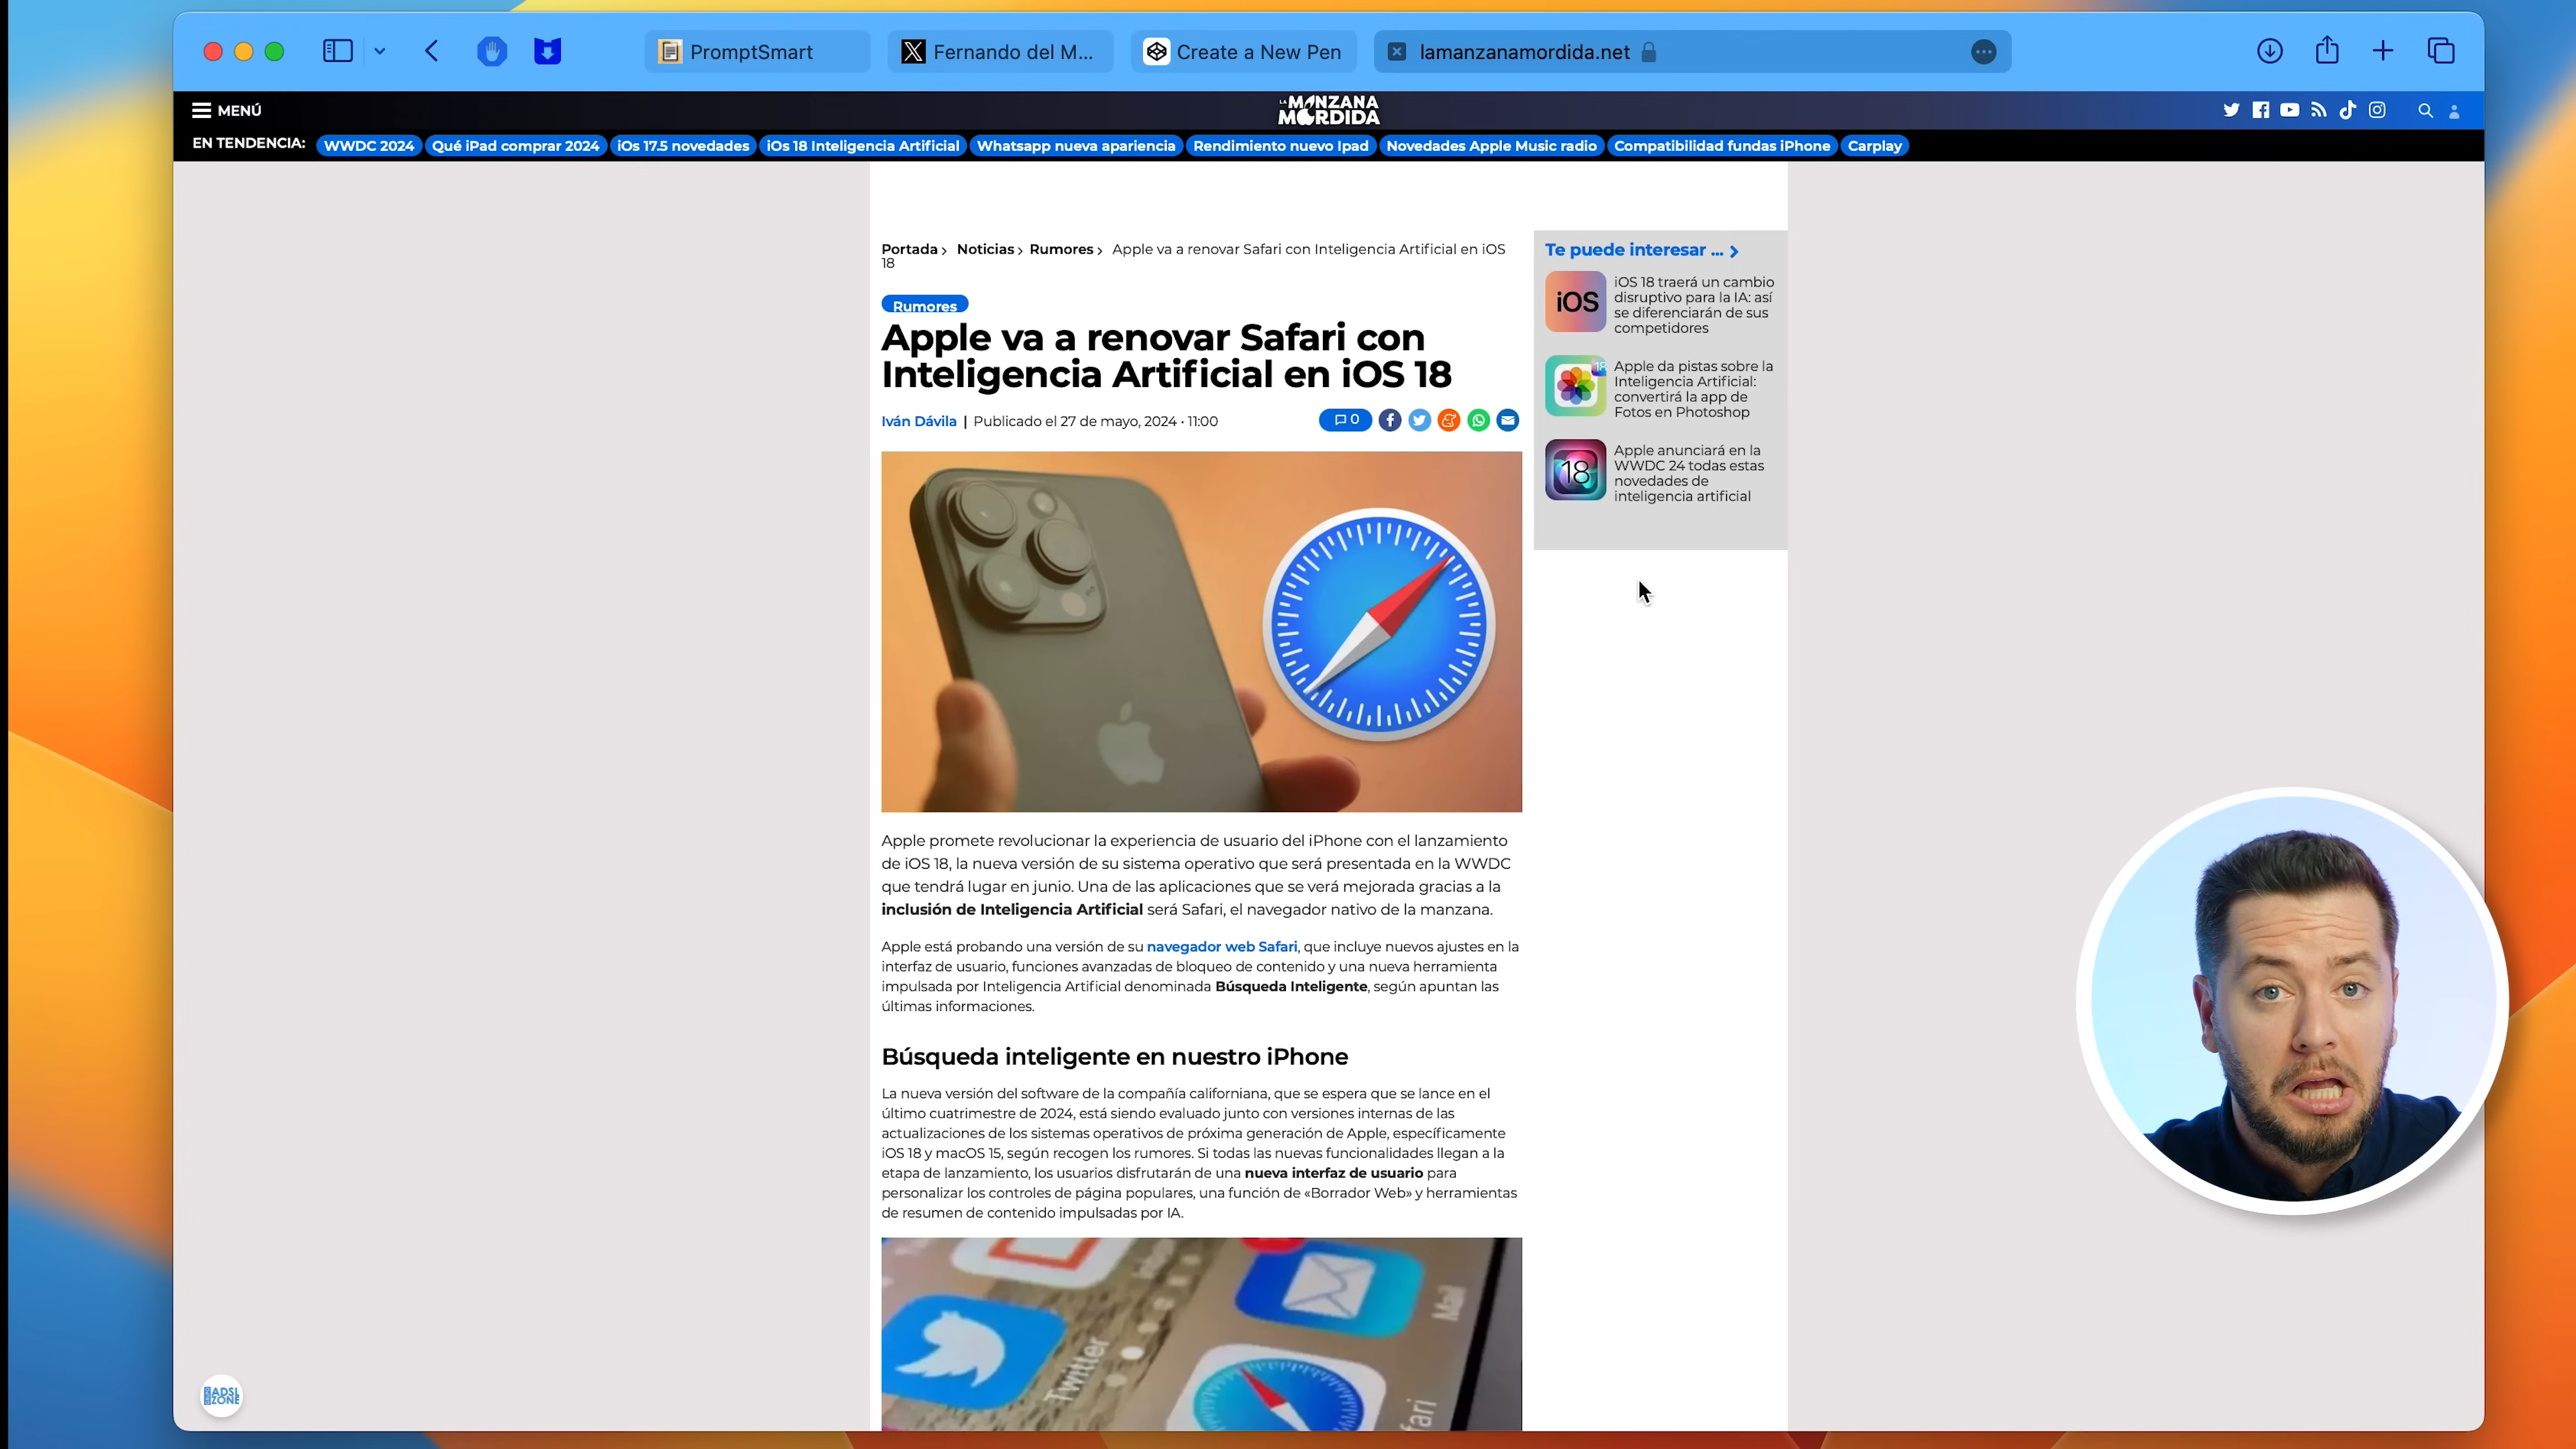 PromptSmart
Fernando del M...
Create a New Pen
lamanzanamordida.net
MENÚ
LA MANZANA
MORDIDA
EN TENDENCIA:
WWDC 2024
Qué iPad comprar 2024
iOs 17.5 novedades
iOs 18 Inteligencia Artificial
Whatsapp nueva apariencia
Rendimiento nuevo Ipad
Novedades Apple Music radio
Compatibilidad fundas iPhone
Carplay
Portada › Noticias › Rumores › Apple va a renovar Safari con Inteligencia Artificial en iOS
18
Rumores
Apple va a renovar Safari con
Inteligencia Artificial en iOS 18
Iván Dávila | Publicado el 27 de mayo, 2024 • 11:00
0
Apple promete revolucionar la experiencia de usuario del iPhone con el lanzamiento
de iOS 18, la nueva versión de su sistema operativo que será presentada en la WWDC
que tendrá lugar en junio. Una de las aplicaciones que se verá mejorada gracias a la
inclusión de Inteligencia Artificial será Safari, el navegador nativo de la manzana.
Apple está probando una versión de su navegador web Safari, que incluye nuevos ajustes en la
interfaz de usuario, funciones avanzadas de bloqueo de contenido y una nueva herramienta
impulsada por Inteligencia Artificial denominada Búsqueda Inteligente, según apuntan las
últimas informaciones.
Búsqueda inteligente en nuestro iPhone
La nueva versión del software de la compañía californiana, que se espera que se lance en el
último cuatrimestre de 2024, está siendo evaluado junto con versiones internas de las
actualizaciones de los sistemas operativos de próxima generación de Apple, específicamente
iOS 18 y macOS 15, según recogen los rumores. Si todas las nuevas funcionalidades llegan a la
etapa de lanzamiento, los usuarios disfrutarán de una nueva interfaz de usuario para
personalizar los controles de página populares, una función de «Borrador Web» y herramientas
de resumen de contenido impulsadas por IA.
Twitter
Mail
fari
Te puede interesar ... ›
iOS
iOS 18 traerá un cambio
disruptivo para la IA: así
se diferenciarán de sus
competidores
18
Apple da pistas sobre la
Inteligencia Artificial:
convertirá la app de
Fotos en Photoshop
18
Apple anunciará en la
WWDC 24 todas estas
novedades de
inteligencia artificial
ADSL
ZONE